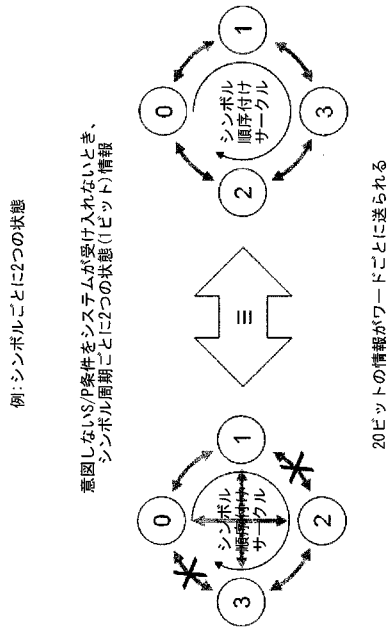 例:シンボルごとに2つの状態
意図しないS/P条件をシステムが受け入れないとき、
シンボル周期ごとに2つの状態(1ビット)情報
0
1
2
3
シンボル
順序付け
サークル
≡
0
1
3
2
シンボル
順序付け
サークル
20ビットの情報がワードごとに送られる